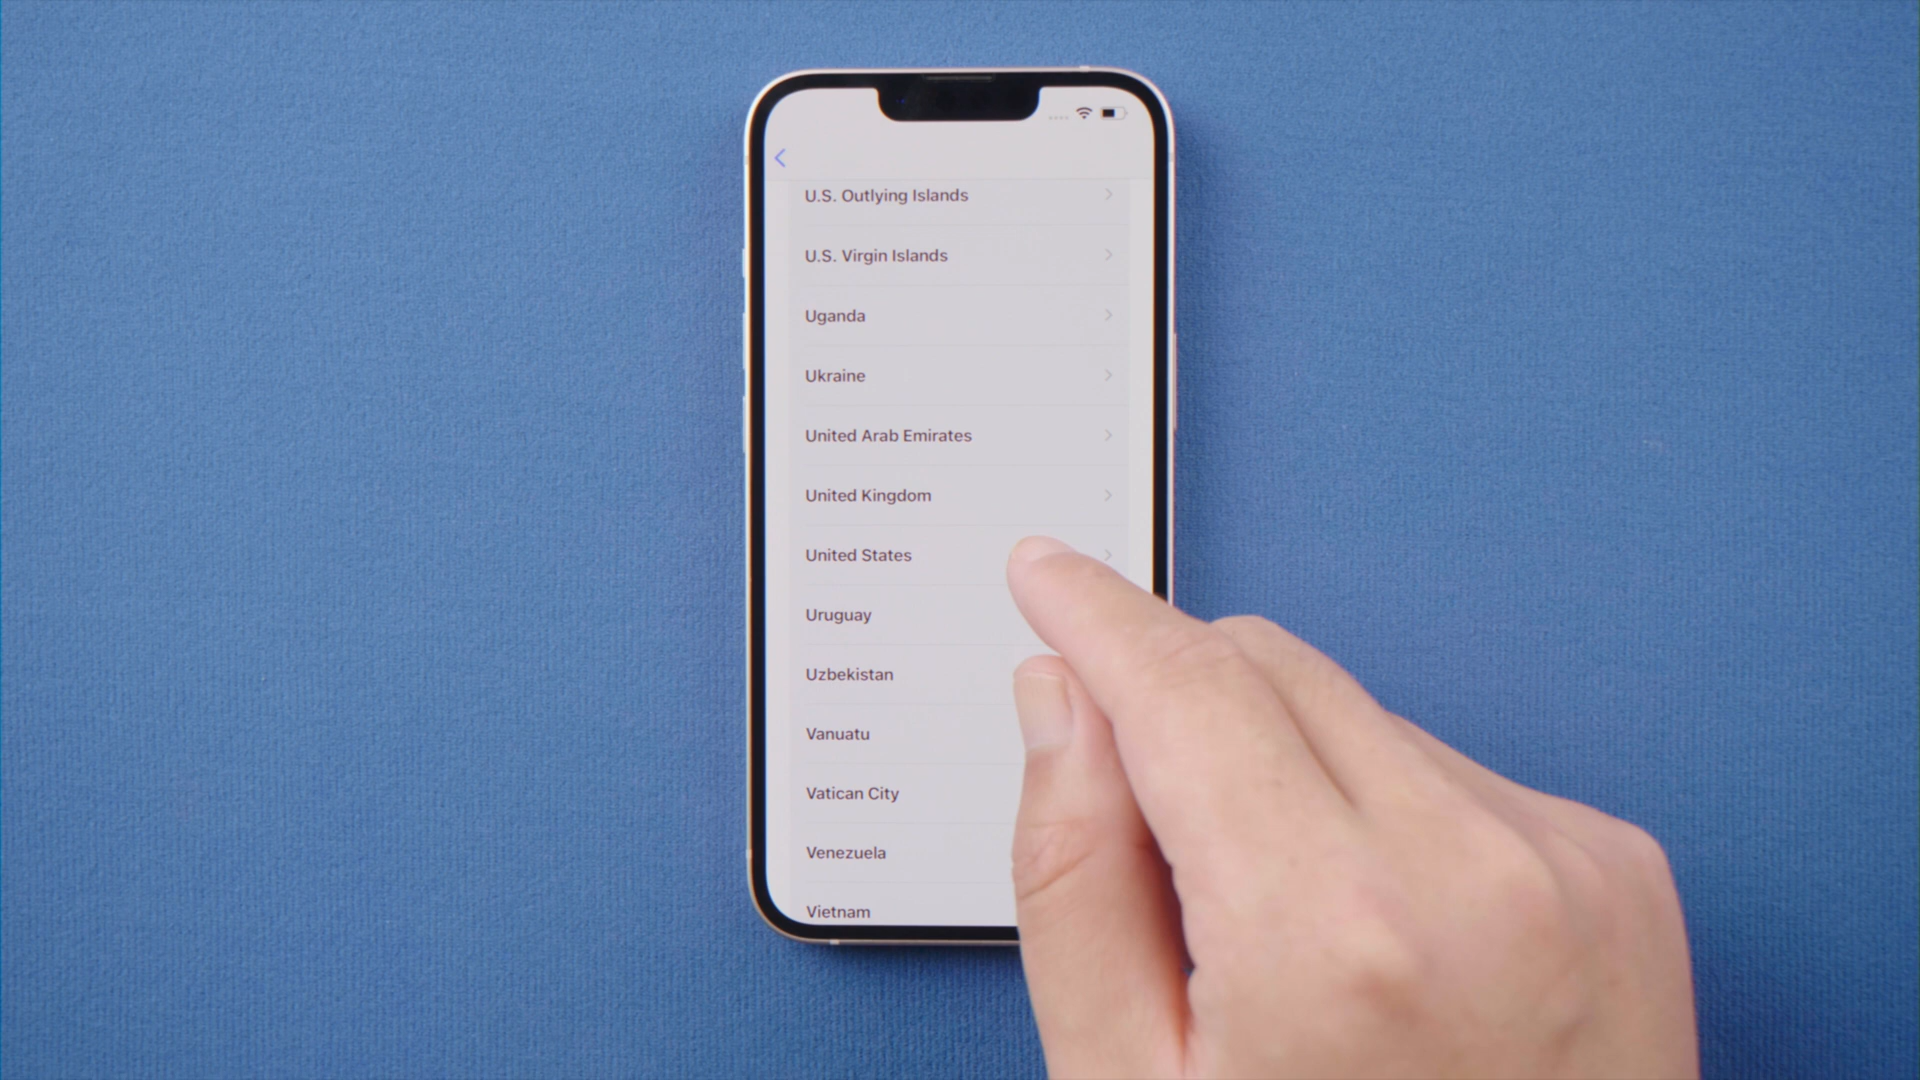 U.S. Outlying Islands
U.S. Virgin Islands
Uganda
Ukraine
United Arab Emirates
United Kingdom
United States
Uruguay
Uzbekistan
Vanuatu
Vatican City
Venezuela
Vietnam